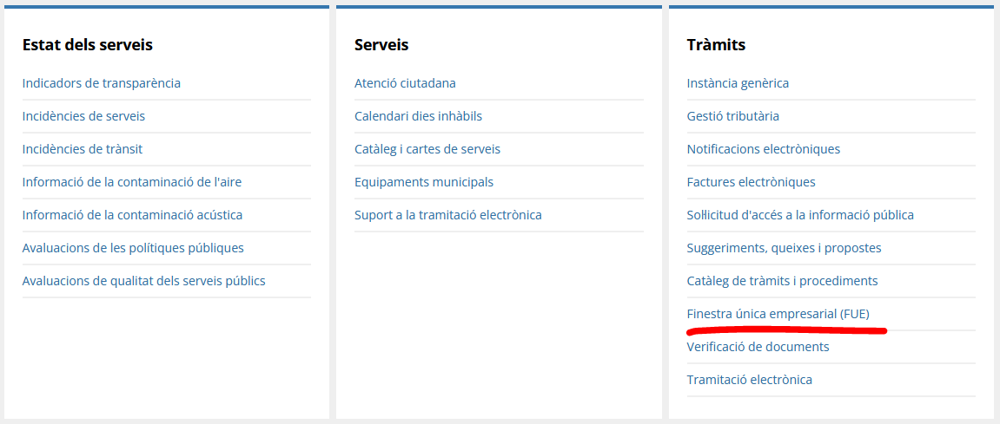 Estat dels serveis
Indicadors de transparència
Incidències de serveis
Incidències de trànsit
Informació de la contaminació de l'aire
Informació de la contaminació acústica
Avaluacions de les polítiques públiques
Avaluacions de qualitat dels serveis públics
Serveis
Atenció ciutadana
Calendari dies inhàbils
Catàleg i cartes de serveis
Equipaments municipals
Suport a la tramitació electrònica
Tràmits
Instància genèrica
Gestió tributària
Notificacions electròniques
Factures electròniques
Sol·licitud d'accés a la informació pública
Suggeriments, queixes i propostes
Catàleg de tràmits i procediments
Finestra única empresarial (FUE)
Verificació de documents
Tramitació electrònica